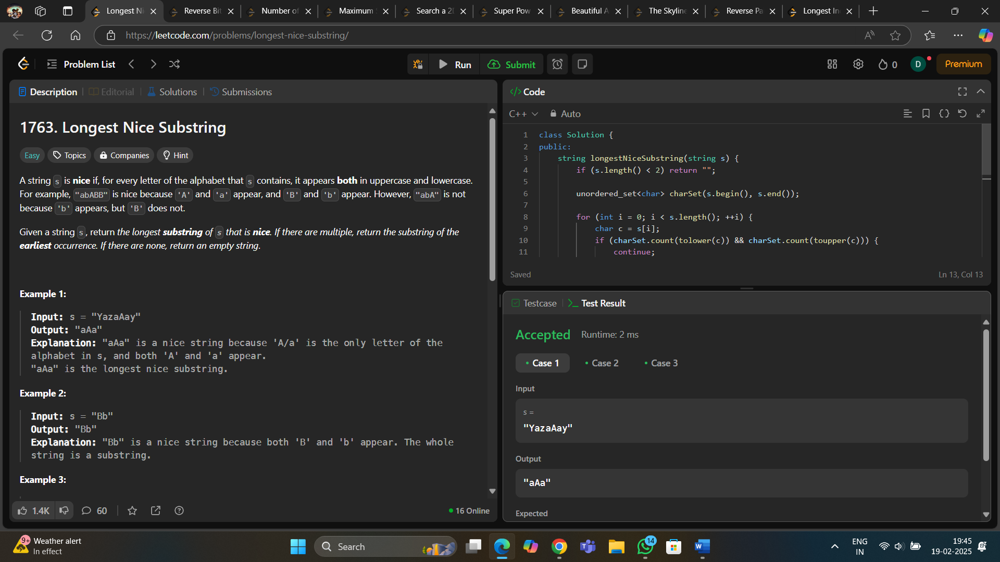 Longest Ni
Reverse Bit
Number of
Maximum
Search a 2D
Super Pow
Beautiful A
The Skyline
Reverse Pa
Longest In
https://leetcode.com/problems/longest-nice-substring/
Problem List
Run
Submit
0
D
Premium
Description
Editorial
Solutions
Submissions
1763. Longest Nice Substring
Easy
Topics
Companies
Hint
A string s is nice if, for every letter of the alphabet that s contains, it appears both in uppercase and lowercase.
For example, "abABB" is nice because 'A' and 'a' appear, and 'B' and 'b' appear. However, "abA" is not
because 'b' appears, but 'B' does not.
Given a string s, return the longest substring of s that is nice. If there are multiple, return the substring of the
earliest occurrence. If there are none, return an empty string.
Example 1:
Input: s = "YazaAay"
Output: "aAa"
Explanation: "aAa" is a nice string because 'A/a' is the only letter of the
alphabet in s, and both 'A' and 'a' appear.
"aAa" is the longest nice substring.
Example 2:
Input: s = "Bb"
Output: "Bb"
Explanation: "Bb" is a nice string because both 'B' and 'b' appear. The whole
string is a substring.
Example 3:
1.4K
60
16 Online
</> Code
C++
Auto
1 class Solution {
2 public:
3 string longestNiceSubstring(string s) {
4 if (s.length() < 2) return "";
5
6 unordered_set<char> charSet(s.begin(), s.end());
7
8 for (int i = 0; i < s.length(); ++i) {
9 char c = s[i];
10 if (charSet.count(tolower(c)) && charSet.count(toupper(c))) {
11 continue;
Saved
Ln 13, Col 13
Testcase
Test Result
Accepted
Runtime: 2 ms
Case 1
Case 2
Case 3
Input
s =
"YazaAay"
Output
"aAa"
Expected
9+
Weather alert
In effect
Search
14
ENG
IN
19:45
19-02-2025